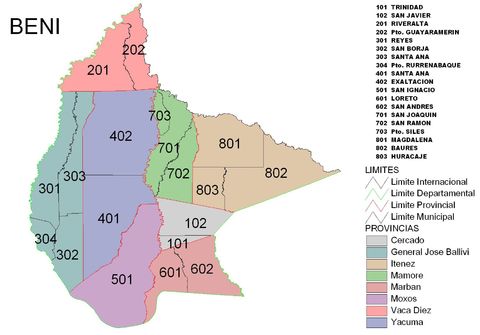 BENI
101 TRINIDAD
102 SAN JAVIER
201 RIVERALTA
202 Pto. GUAYARAMERIN
301 REYES
302 SAN BORJA
303 SANTA ANA
304 Pto. RURRENABAQUE
401 SANTA ANA
402 EXALTACION
501 SAN IGNACIO
601 LORETO
602 SAN ANDRES
701 SAN JOAQUIN
702 SAN RAMON
703 Pto. SILES
801 MAGDALENA
802 BAURES
803 HURACAJE
LIMITES
Limite Internacional
Limite Departamental
Limite Provincial
Limite Municipal
PROVINCIAS
Cercado
General Jose Ballivi
Itenez
Mamore
Marban
Moxos
Vaca Diez
Yacuma
202
201
703
402
701
801
702
802
303
301
803
401
102
304
302
101
501
601
602